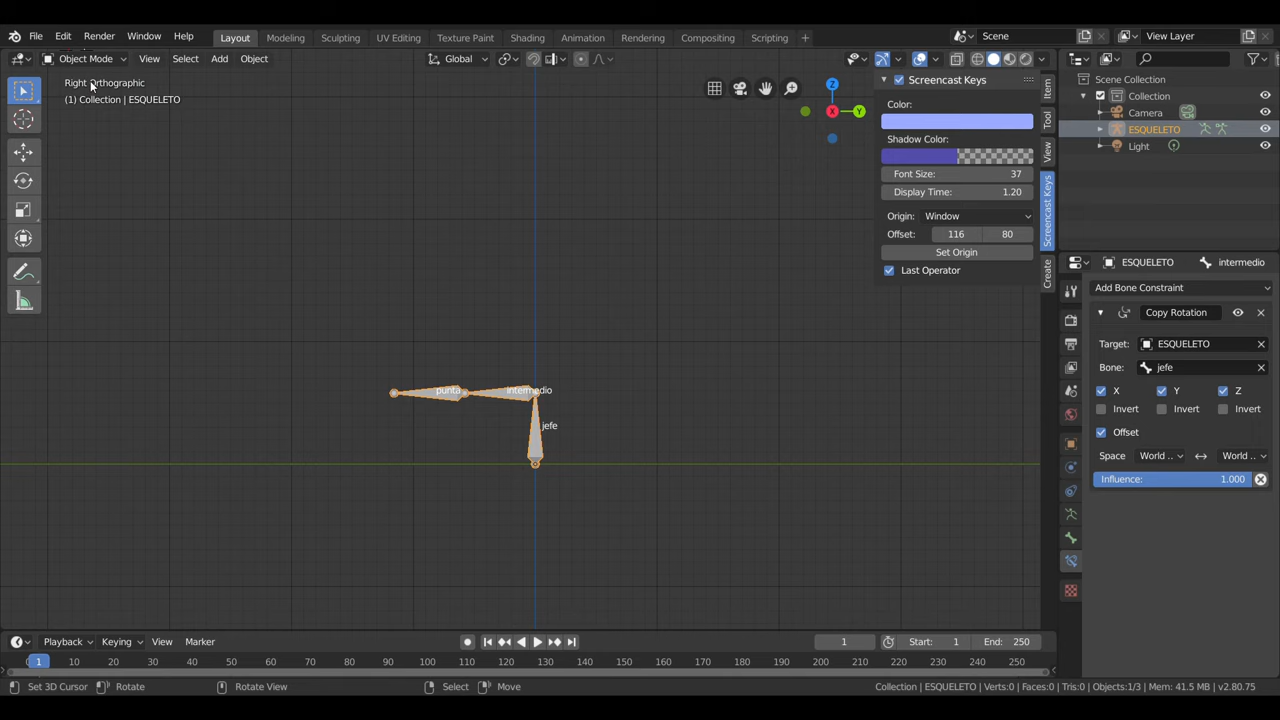 File Edit Render Window Help Layout Modeling Sculpting UV Editing Texture Paint Shading Animation Rendering Compositing Scripting Scene View Layer
Object Mode View Select Add Object Global
Right Orthographic
(1) Collection | ESQUELETO
Screencast Keys
Color:
Shadow Color:
Font Size: 37
Display Time: 1.20
Origin: Window
Offset: 116 80
Set Origin
Last Operator
Item
Tool
View
Screencast Keys
Create
Scene Collection
Collection
Camera
ESQUELETO
Light
ESQUELETO intermedio
Add Bone Constraint
Copy Rotation
Target: ESQUELETO
Bone: jefe
X Y Z
Invert Invert Invert
Offset
Space World .. World ..
Influence: 1.000
Z
X Y
punta intermedio
jefe
Playback Keying View Marker 1 Start: 1 End: 250
0 1 10 20 30 40 50 60 70 80 90 100 110 120 130 140 150 160 170 180 190 200 210 220 230 240 250
Set 3D Cursor Rotate Rotate View Select Move Collection | ESQUELETO | Verts:0 | Faces:0 | Tris:0 | Objects:1/3 | Mem: 41.5 MB | v2.80.75